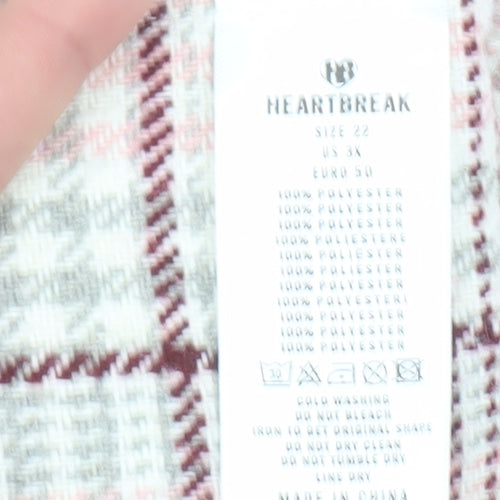 HB
HEARTBREAK
SIZE 22
US 3X
EURO 50
100% POLYESTER
100% POLYESTER
100% POLYESTER
100% POLIESTERE
100% POLIESTER
100% POLYESTER
100% POLYESTER
100% POLYESTERI
100% POLYESTER
100% POLYESTER
100% POLYESTER
30
COLD WASHING
DO NOT BLEACH
IRON TO GET ORIGINAL SHAPE
DO NOT DRY CLEAN
DO NOT TUMBLE DRY
LINE DRY
MADE IN CHINA